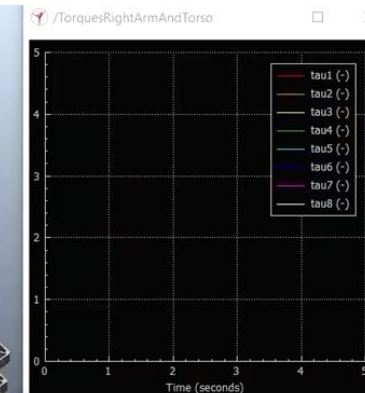 /TorquesRightArmAndTorso
5
tau1 (-)
tau2 (-)
tau3 (-)
tau4 (-)
tau5 (-)
tau6 (-)
tau7 (-)
tau8 (-)
4
3
2
1
0
0 1 2 3 4 5
Time (seconds)